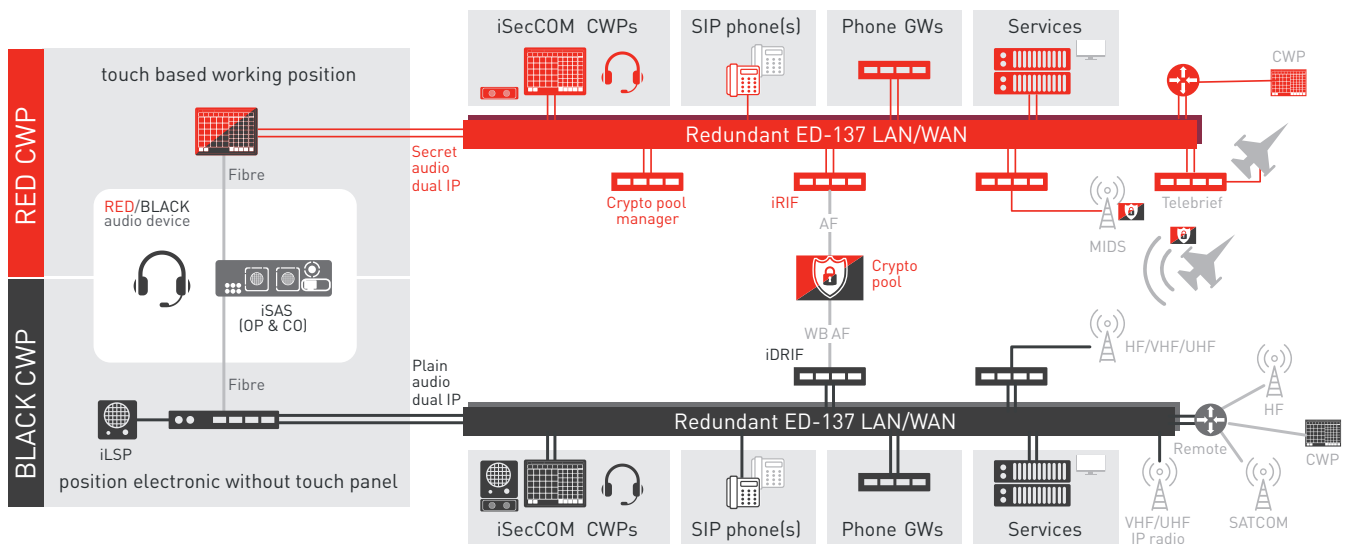 RED CWP
BLACK CWP
touch based working position
Fibre
RED/BLACK
audio device
iSAS
(OP & CO)
Fibre
iLSP
position electronic without touch panel
Secret
audio
dual IP
Plain
audio
dual IP
iSecCOM CWPs
SIP phone(s)
Phone GWs
Services
CWP
Redundant ED-137 LAN/WAN
Crypto pool
manager
iRIF
AF
MIDS
Telebrief
Crypto
pool
WB AF
iDRIF
HF/VHF/UHF
HF
Redundant ED-137 LAN/WAN
Remote
CWP
VHF/UHF
IP radio
SATCOM
iSecCOM CWPs
SIP phone(s)
Phone GWs
Services